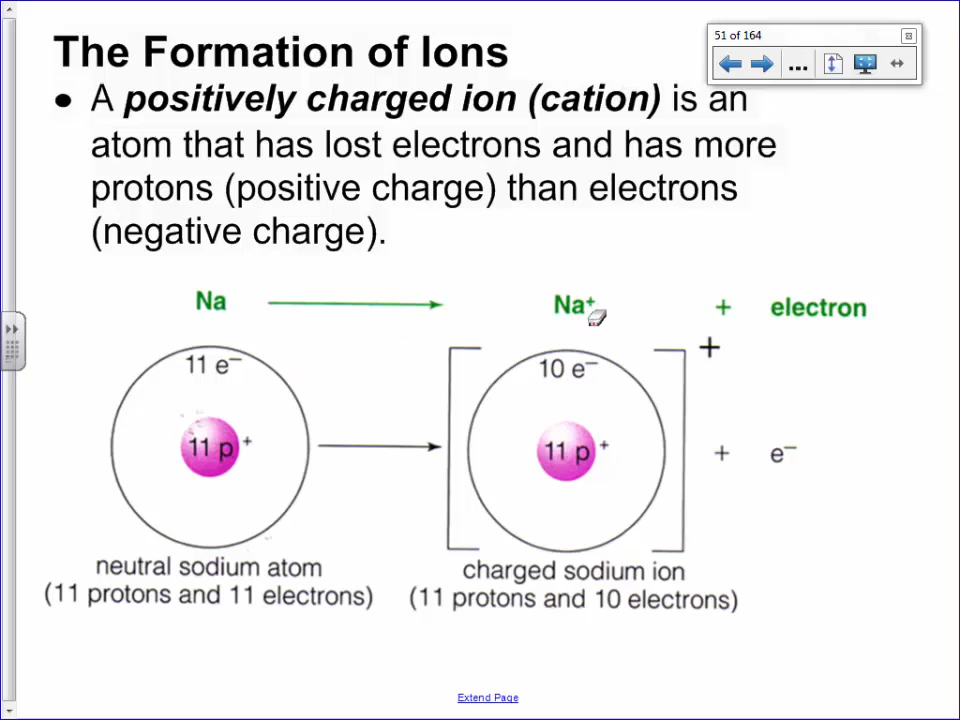 The Formation of Ions
51 of 164
...
• A positively charged ion (cation) is an
atom that has lost electrons and has more
protons (positive charge) than electrons
(negative charge).
Na Na⁺ + electron
+
11 e⁻ 10 e⁻
11 p⁺ 11 p⁺ + e⁻
neutral sodium atom
(11 protons and 11 electrons)
charged sodium ion
(11 protons and 10 electrons)
Extend Page